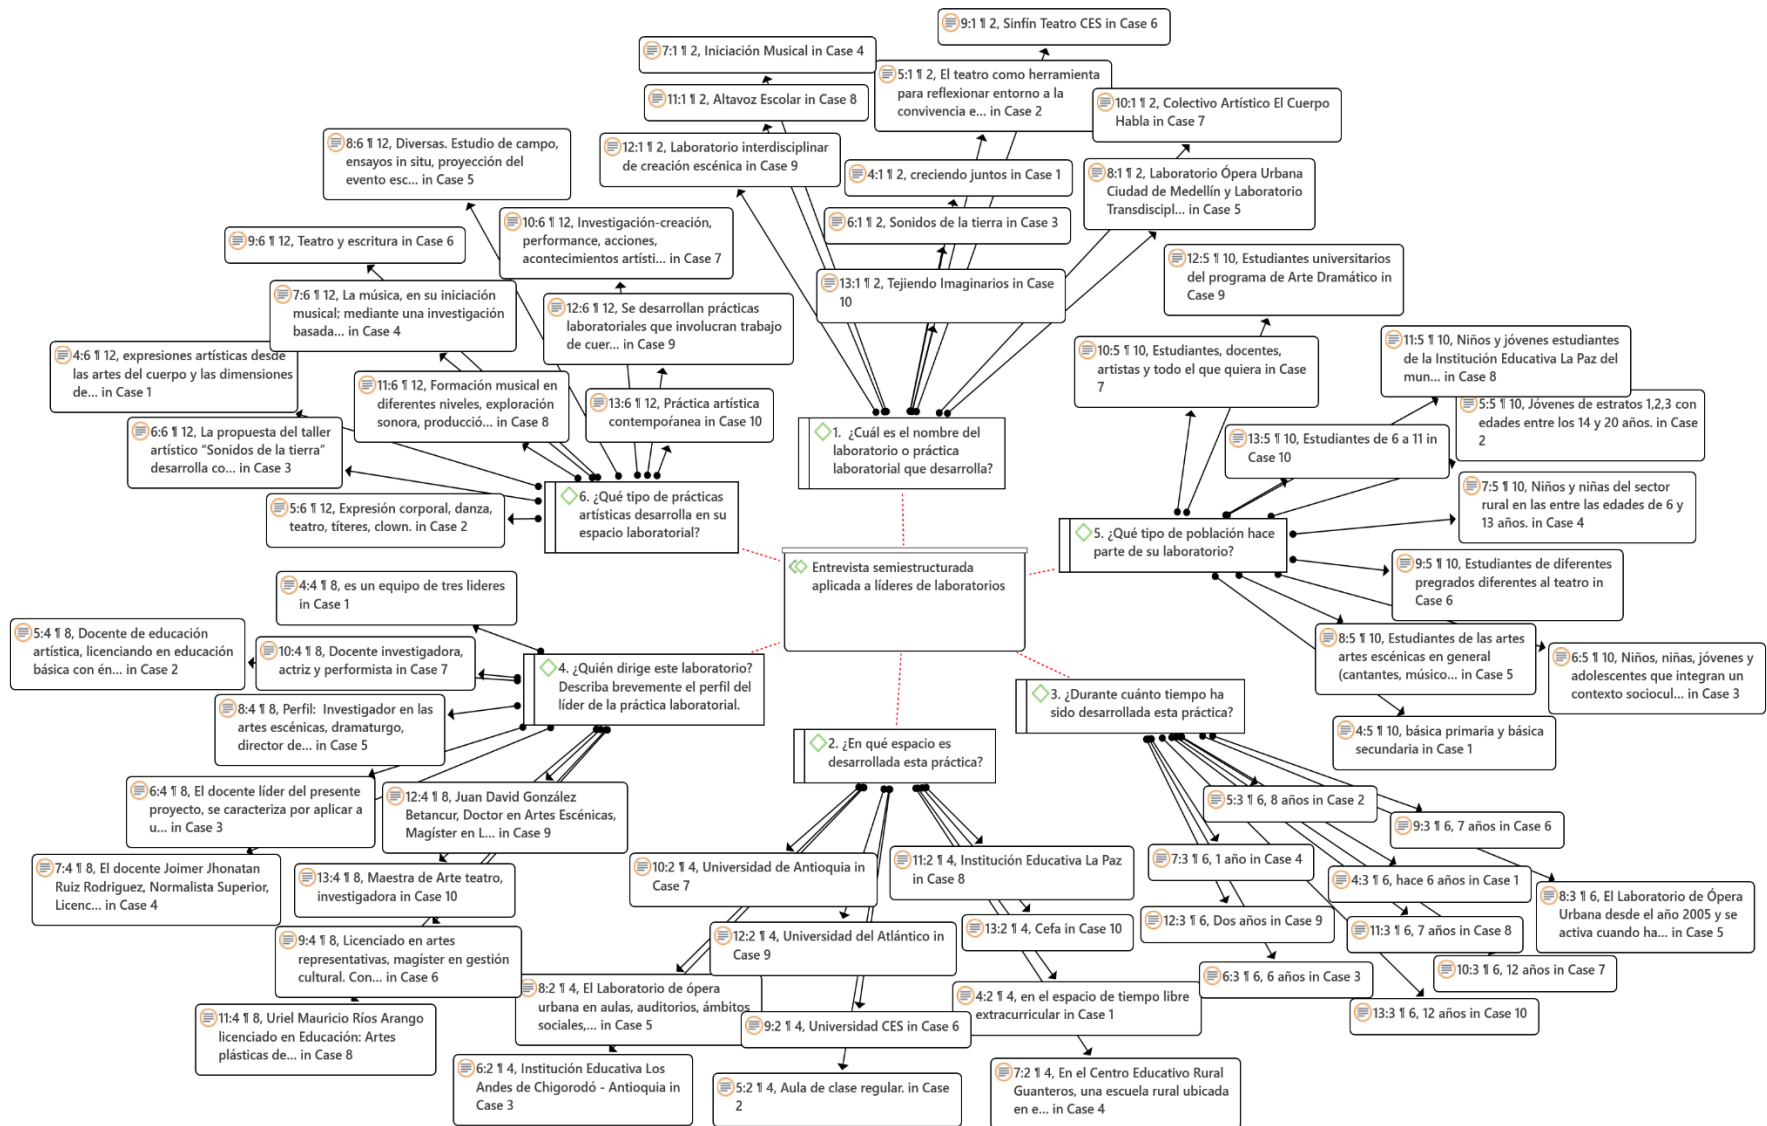 9:1 ¶ 2, Sinfín Teatro CES in Case 6
7:1 ¶ 2, Iniciación Musical in Case 4
5:1 ¶ 2, El teatro como herramienta
para reflexionar entorno a la
convivencia e... in Case 2
11:1 ¶ 2, Altavoz Escolar in Case 8
10:1 ¶ 2, Colectivo Artístico El Cuerpo
Habla in Case 7
12:1 ¶ 2, Laboratorio interdisciplinar
de creación escénica in Case 9
4:1 ¶ 2, creciendo juntos in Case 1
8:1 ¶ 2, Laboratorio Ópera Urbana
Ciudad de Medellín y Laboratorio
Transdiscipl... in Case 5
6:1 ¶ 2, Sonidos de la tierra in Case 3
13:1 ¶ 2, Tejiendo Imaginarios in Case
10
8:6 ¶ 12, Diversas. Estudio de campo,
ensayos in situ, proyección del
evento esc... in Case 5
9:6 ¶ 12, Teatro y escritura in Case 6
10:6 ¶ 12, Investigación-creación,
performance, acciones,
acontecimientos artísti... in Case 7
7:6 ¶ 12, La música, en su iniciación
musical; mediante una investigación
basada... in Case 4
12:6 ¶ 12, Se desarrollan prácticas
laboratoriales que involucran trabajo
de cuer... in Case 9
4:6 ¶ 12, expresiones artísticas desde
las artes del cuerpo y las dimensiones
de... in Case 1
11:6 ¶ 12, Formación musical en
diferentes niveles, exploración
sonora, producció... in Case 8
13:6 ¶ 12, Práctica artística
contemporánea in Case 10
6:6 ¶ 12, La propuesta del taller
artístico “Sonidos de la tierra”
desarrolla co... in Case 3
5:6 ¶ 12, Expresión corporal, danza,
teatro, títeres, clown. in Case 2
6. ¿Qué tipo de prácticas
artísticas desarrolla en su
espacio laboratorial?
1. ¿Cuál es el nombre del
laboratorio o práctica
laboratorial que desarrolla?
12:5 ¶ 10, Estudiantes universitarios
del programa de Arte Dramático in
Case 9
10:5 ¶ 10, Estudiantes, docentes,
artistas y todo el que quiera in Case
7
11:5 ¶ 10, Niños y jóvenes estudiantes
de la Institución Educativa La Paz del
mun... in Case 8
5:5 ¶ 10, Jóvenes de estratos 1,2,3 con
edades entre los 14 y 20 años. in Case
2
13:5 ¶ 10, Estudiantes de 6 a 11 in
Case 10
7:5 ¶ 10, Niños y niñas del sector
rural en las entre las edades de 6 y
13 años. in Case 4
5. ¿Qué tipo de población hace
parte de su laboratorio?
9:5 ¶ 10, Estudiantes de diferentes
pregrados diferentes al teatro in
Case 6
8:5 ¶ 10, Estudiantes de las artes
artes escénicas en general
(cantantes, músico... in Case 5
6:5 ¶ 10, Niños, niñas, jóvenes y
adolescentes que integran un
contexto sociocul... in Case 3
4:5 ¶ 10, básica primaria y básica
secundaria in Case 1
Entrevista semiestructurada
aplicada a líderes de laboratorios
4:4 ¶ 8, es un equipo de tres lideres
in Case 1
5:4 ¶ 8, Docente de educación
artística, licenciando en educación
básica con én... in Case 2
10:4 ¶ 8, Docente investigadora,
actriz y performista in Case 7
4. ¿Quién dirige este laboratorio?
Describa brevemente el perfil del
líder de la práctica laboratorial.
8:4 ¶ 8, Perfil: Investigador en las
artes escénicas, dramaturgo,
director de... in Case 5
6:4 ¶ 8, El docente líder del presente
proyecto, se caracteriza por aplicar a
u... in Case 3
12:4 ¶ 8, Juan David González
Betancur, Doctor en Artes Escénicas,
Magíster en L... in Case 9
7:4 ¶ 8, El docente Joimer Jhonatan
Ruiz Rodriguez, Normalista Superior,
Licenc... in Case 4
13:4 ¶ 8, Maestra de Arte teatro,
investigadora in Case 10
9:4 ¶ 8, Licenciado en artes
representativas, magíster en gestión
cultural. Con... in Case 6
11:4 ¶ 8, Uriel Mauricio Ríos Arango
licenciado en Educación: Artes
plásticas de... in Case 8
2. ¿En qué espacio es
desarrollada esta práctica?
10:2 ¶ 4, Universidad de Antioquia in
Case 7
11:2 ¶ 4, Institución Educativa La Paz
in Case 8
12:2 ¶ 4, Universidad del Atlántico in
Case 9
13:2 ¶ 4, Cefa in Case 10
8:2 ¶ 4, El Laboratorio de ópera
urbana en aulas, auditorios, ámbitos
sociales,... in Case 5
4:2 ¶ 4, en el espacio de tiempo libre
extracurricular in Case 1
9:2 ¶ 4, Universidad CES in Case 6
6:2 ¶ 4, Institución Educativa Los
Andes de Chigorodó - Antioquia in
Case 3
5:2 ¶ 4, Aula de clase regular. in Case
2
7:2 ¶ 4, En el Centro Educativo Rural
Guanteros, una escuela rural ubicada
en e... in Case 4
3. ¿Durante cuánto tiempo ha
sido desarrollada esta práctica?
5:3 ¶ 6, 8 años in Case 2
9:3 ¶ 6, 7 años in Case 6
7:3 ¶ 6, 1 año in Case 4
4:3 ¶ 6, hace 6 años in Case 1
8:3 ¶ 6, El Laboratorio de Ópera
Urbana desde el año 2005 y se
activa cuando ha... in Case 5
12:3 ¶ 6, Dos años in Case 9
11:3 ¶ 6, 7 años in Case 8
6:3 ¶ 6, 6 años in Case 3
10:3 ¶ 6, 12 años in Case 7
13:3 ¶ 6, 12 años in Case 10